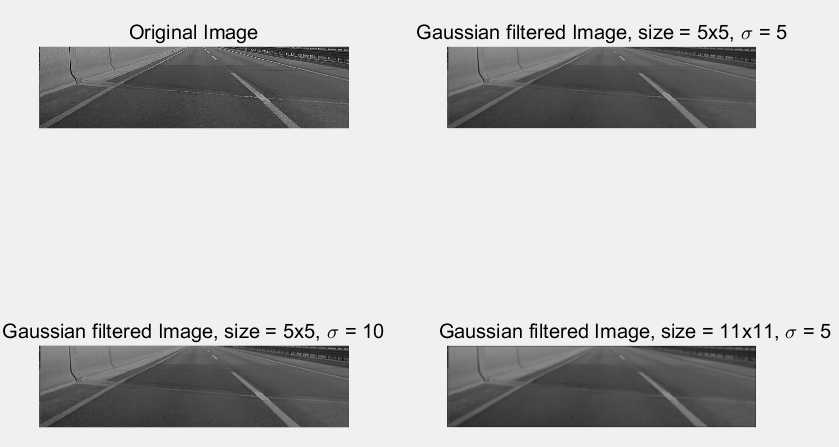 Original Image
Gaussian filtered Image, size = 5x5, σ = 5
Gaussian filtered Image, size = 5x5, σ = 10
Gaussian filtered Image, size = 11x11, σ = 5